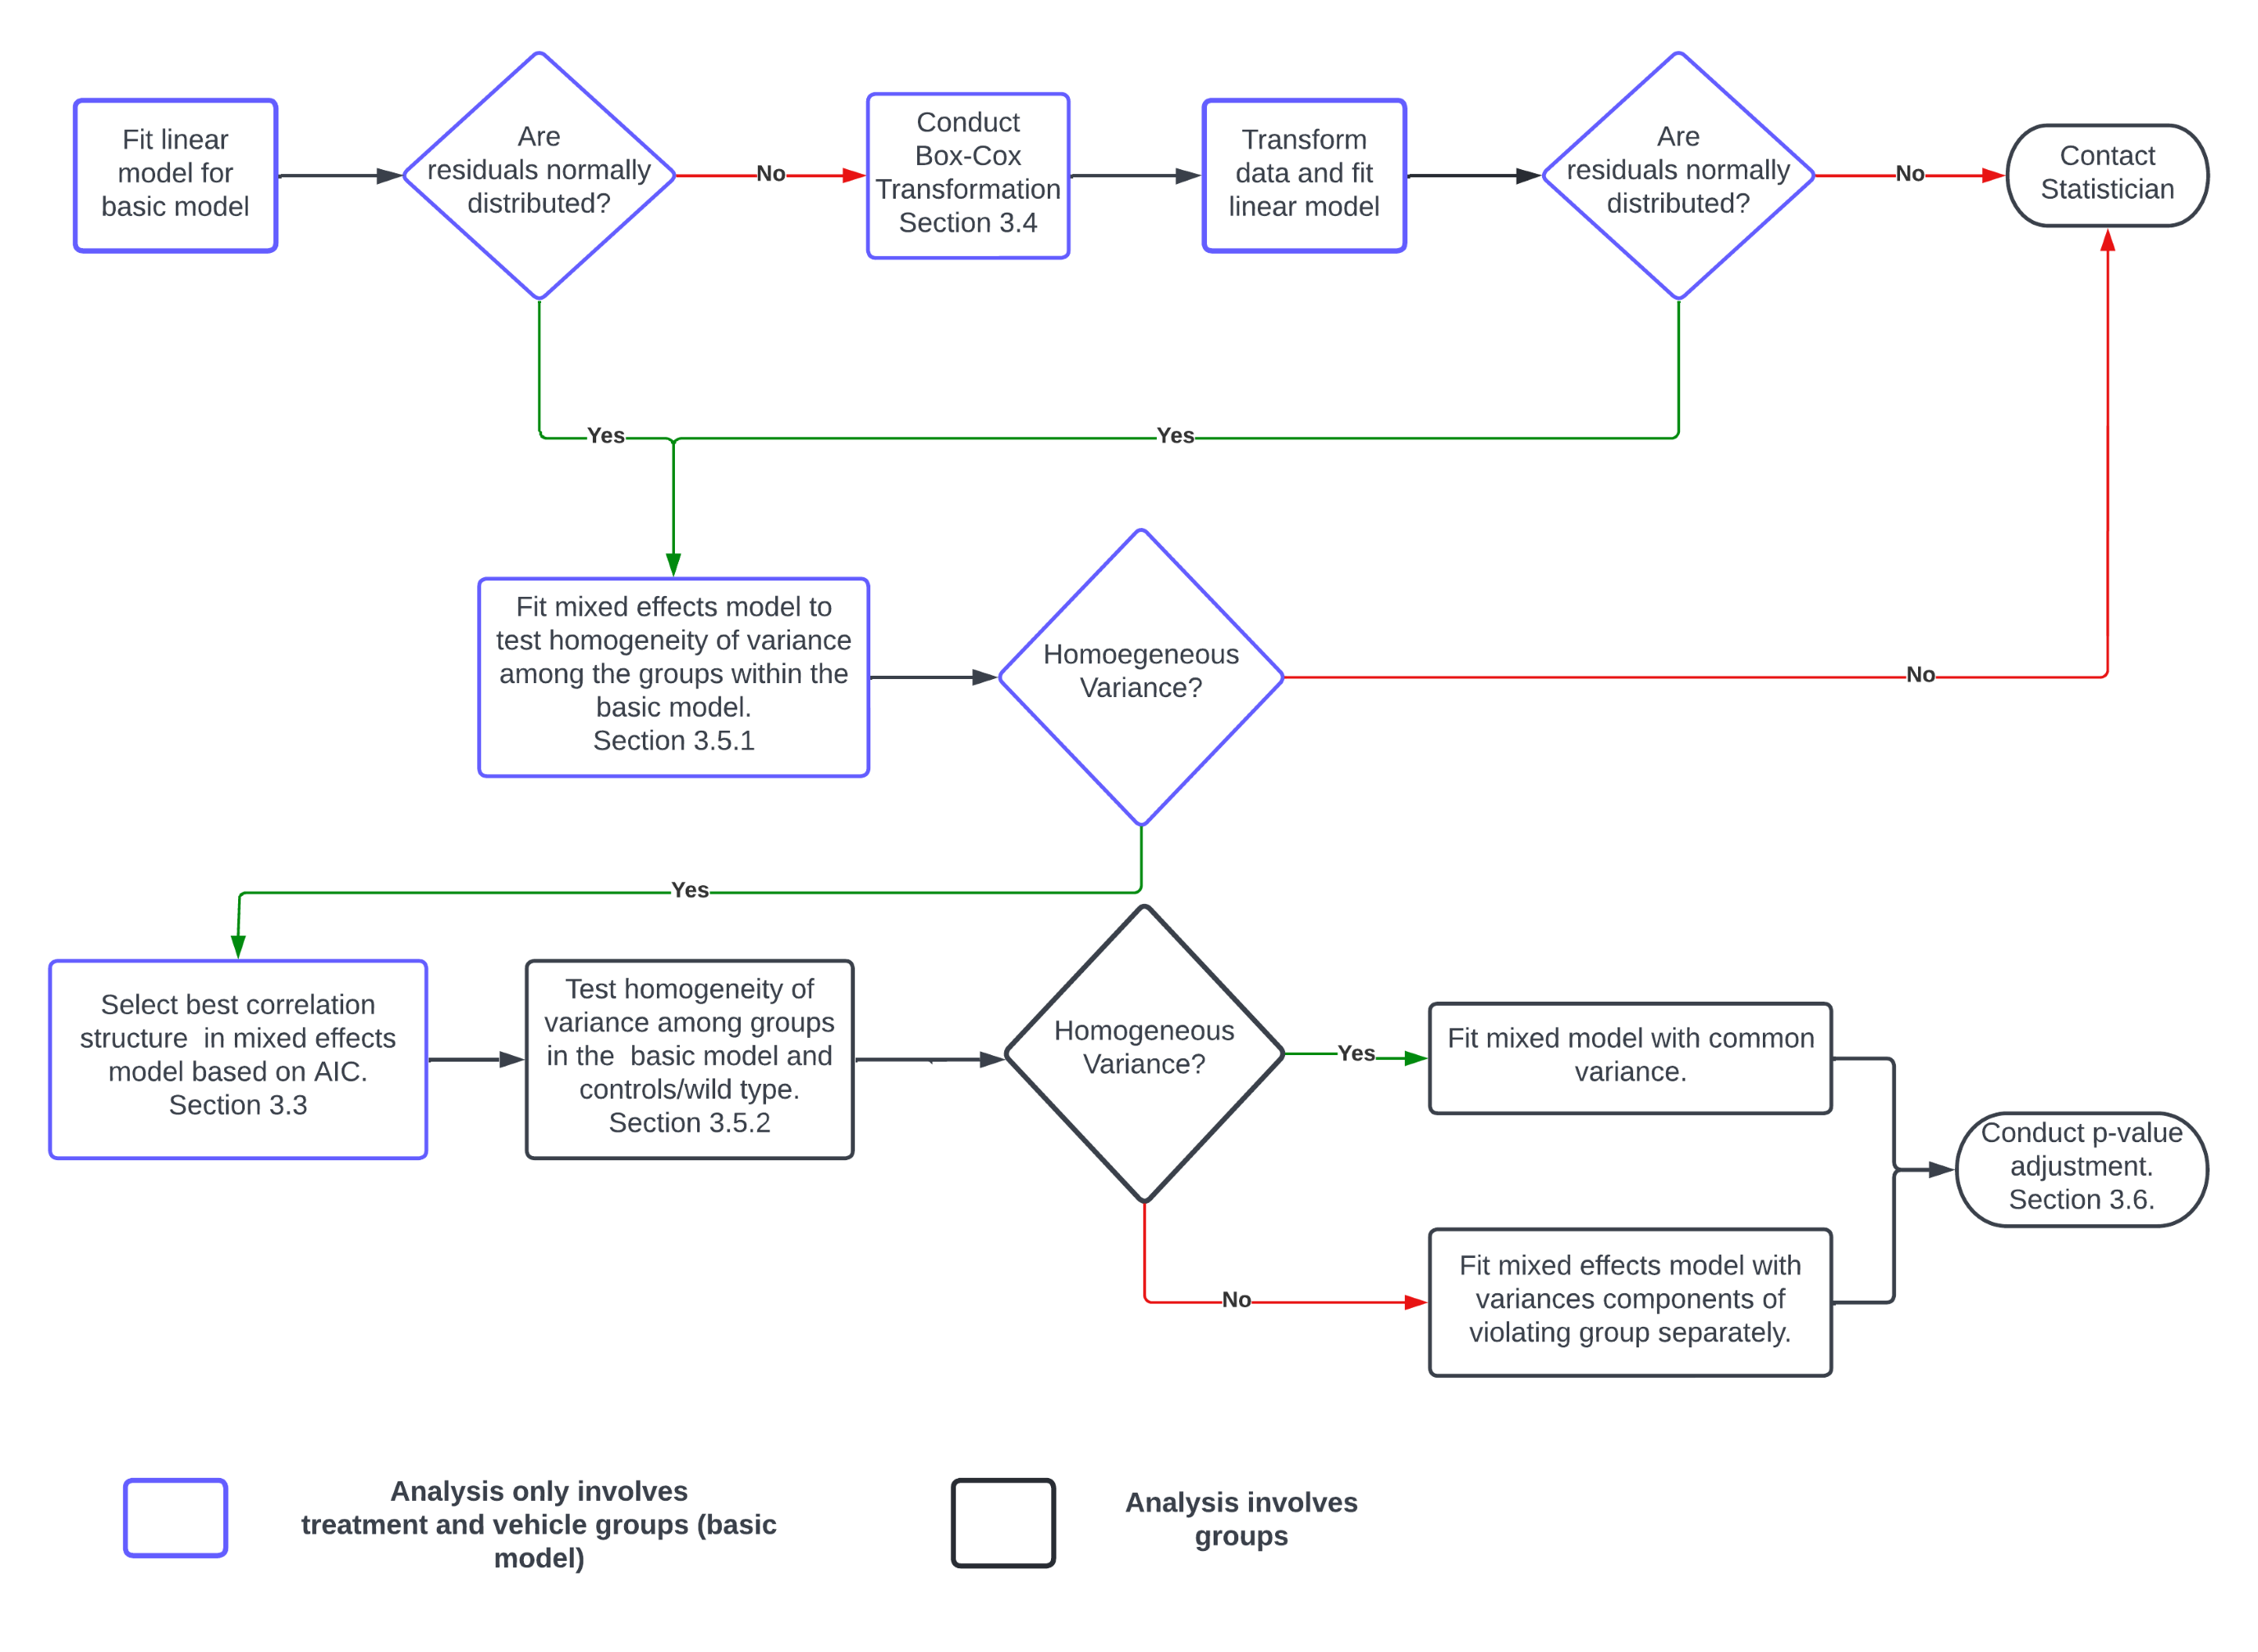 Fit linear
model for
basic model
Are
residuals normally
distributed?
No
Conduct
Box-Cox
Transformation
Section 3.4
Transform
data and fit
linear model
Are
residuals normally
distributed?
No
Contact
Statistician
Yes
Yes
Fit mixed effects model to
test homogeneity of variance
among the groups within the
basic model.
Section 3.5.1
Homoegeneous
Variance?
No
Yes
Select best correlation
structure in mixed effects
model based on AIC.
Section 3.3
Test homogeneity of
variance among groups
in the basic model and
controls/wild type.
Section 3.5.2
Homogeneous
Variance?
Yes
Fit mixed model with common
variance.
No
Fit mixed effects model with
variances components of
violating group separately.
Conduct p-value
adjustment.
Section 3.6.
Analysis only involves
treatment and vehicle groups (basic
model)
Analysis involves
groups